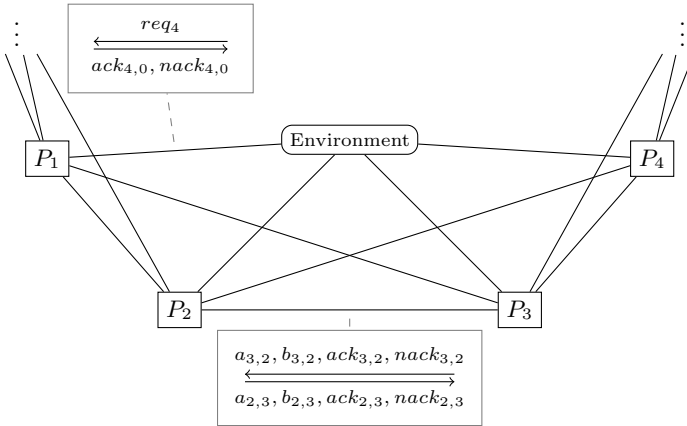 req₄
ack₄,₀, nack₄,₀
Environment
P₁
P₄
P₂
P₃
a₃,₂, b₃,₂, ack₃,₂, nack₃,₂
a₂,₃, b₂,₃, ack₂,₃, nack₂,₃